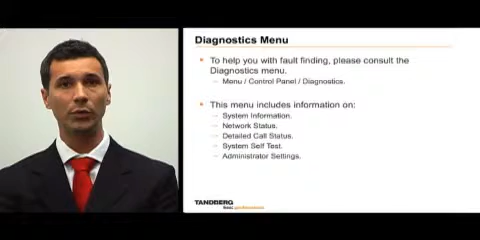 Diagnostics Menu
To help you with fault finding, please consult the
Diagnostics menu.
– Menu / Control Panel / Diagnostics.
This menu includes information on:
– System Information.
– Network Status.
– Detailed Call Status.
– System Self Test.
– Administrator Settings.
TANDBERG